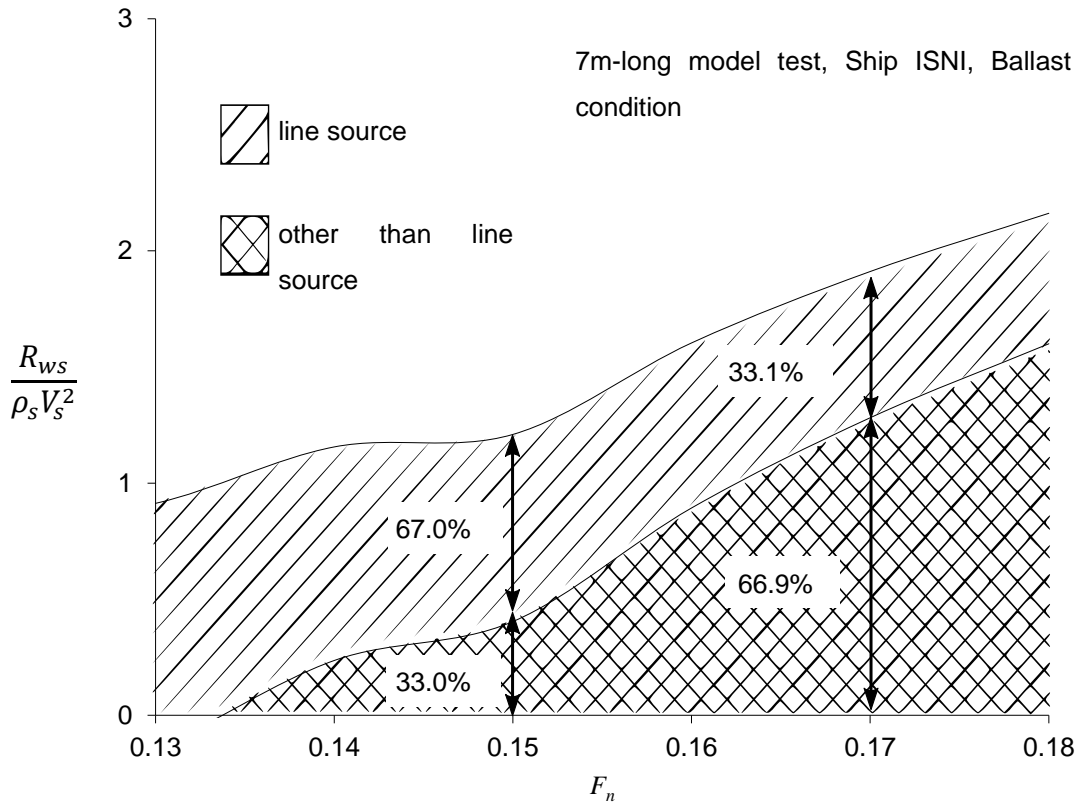 3
7m-long model test, Ship ISNI, Ballast
condition
line source
other than line
source
2
R_{ws}
ρ_s V_s^2
33.1%
1
67.0%
66.9%
33.0%
0
0.13 0.14 0.15 0.16 0.17 0.18
F_n